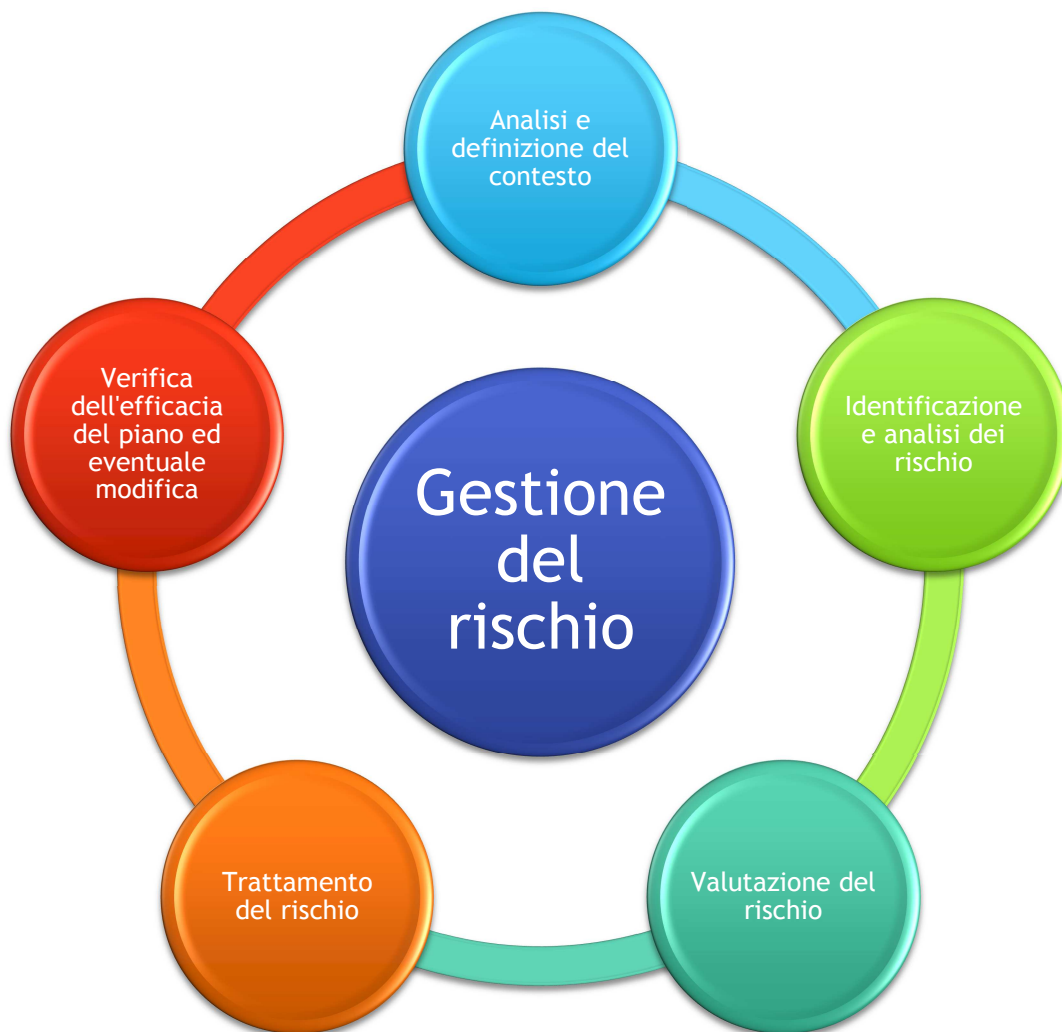 Analisi e
definizione del
contesto
Identificazione
e analisi dei
rischio
Valutazione del
rischio
Trattamento
del rischio
Verifica
dell'efficacia
del piano ed
eventuale
modifica
Gestione
del
rischio